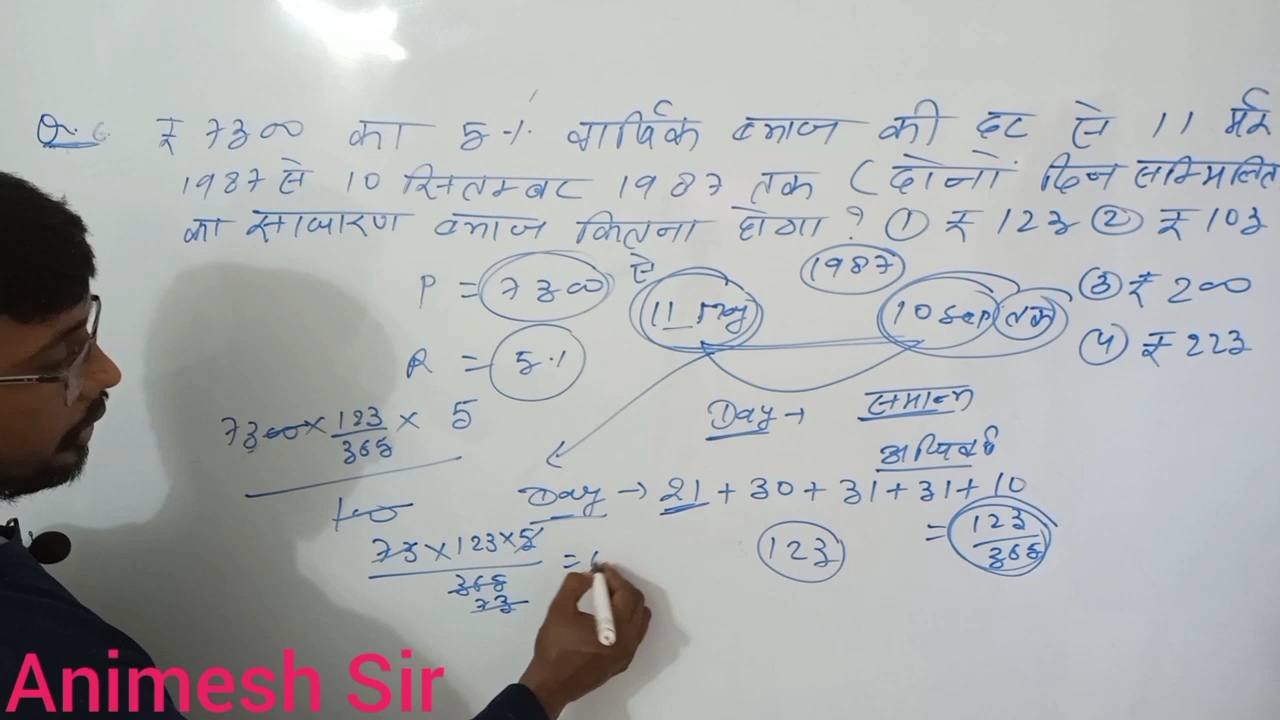 Q. 6. ₹ 7300 का 5% वार्षिक ब्याज की दर से 11 मई
1987 से 10 सितम्बर 1987 तक (दोनों दिन सम्मिलित
का साधारण ब्याज कितना होगा? ① ₹ 123 ② ₹ 103
③ ₹ 200
④ ₹ 223
P = 7300
R = 5%
से 1987
11 May 10 Sep तक
Day → समान्य
अधिवर्ष
7300 × 123/365 × 5
100
Day → 21 + 30 + 31 + 31 + 10
123 = 123/365
73 × 123 × 5 =
365
73
Animesh Sir